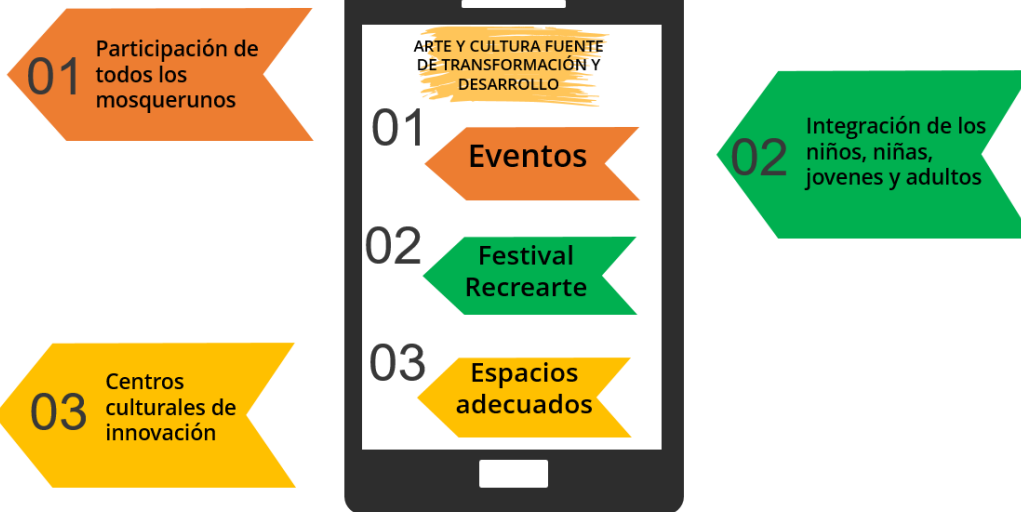 01
Participación de
todos los
mosquerunos
ARTE Y CULTURA FUENTE
DE TRANSFORMACIÓN Y
DESARROLLO
01
Eventos
02
Festival
Recrearte
03
Espacios
adecuados
02
Integración de los
niños, niñas,
jovenes y adultos
03
Centros
culturales de
innovación